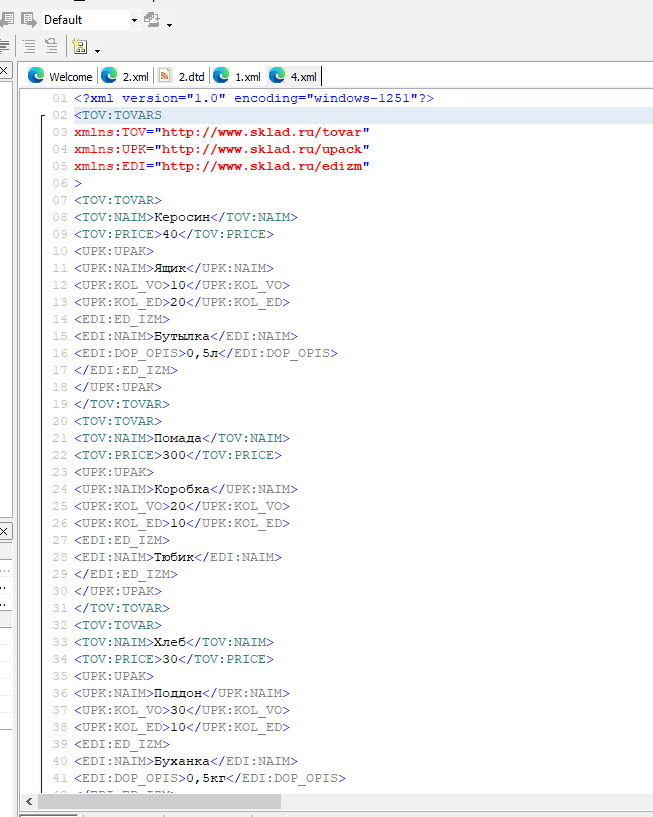 Default
Welcome 2.xml 2.dtd 1.xml 4.xml
01 <?xml version="1.0" encoding="windows-1251"?>
02 <TOV:TOVARS
03 xmlns:TOV="http://www.sklad.ru/tovar"
04 xmlns:UPK="http://www.sklad.ru/upack"
05 xmlns:EDI="http://www.sklad.ru/edizm"
06 >
07 <TOV:TOVAR>
08 <TOV:NAIM>Керосин</TOV:NAIM>
09 <TOV:PRICE>40</TOV:PRICE>
10 <UPK:UPAK>
11 <UPK:NAIM>Ящик</UPK:NAIM>
12 <UPK:KOL_VO>10</UPK:KOL_VO>
13 <UPK:KOL_ED>20</UPK:KOL_ED>
14 <EDI:ED_IZM>
15 <EDI:NAIM>Бутылка</EDI:NAIM>
16 <EDI:DOP_OPIS>0,5л</EDI:DOP_OPIS>
17 </EDI:ED_IZM>
18 </UPK:UPAK>
19 </TOV:TOVAR>
20 <TOV:TOVAR>
21 <TOV:NAIM>Помада</TOV:NAIM>
22 <TOV:PRICE>300</TOV:PRICE>
23 <UPK:UPAK>
24 <UPK:NAIM>Коробка</UPK:NAIM>
25 <UPK:KOL_VO>20</UPK:KOL_VO>
26 <UPK:KOL_ED>10</UPK:KOL_ED>
27 <EDI:ED_IZM>
28 <EDI:NAIM>Тюбик</EDI:NAIM>
29 </EDI:ED_IZM>
30 </UPK:UPAK>
31 </TOV:TOVAR>
32 <TOV:TOVAR>
33 <TOV:NAIM>Хлеб</TOV:NAIM>
34 <TOV:PRICE>30</TOV:PRICE>
35 <UPK:UPAK>
36 <UPK:NAIM>Поддон</UPK:NAIM>
37 <UPK:KOL_VO>30</UPK:KOL_VO>
38 <UPK:KOL_ED>10</UPK:KOL_ED>
39 <EDI:ED_IZM>
40 <EDI:NAIM>Буханка</EDI:NAIM>
41 <EDI:DOP_OPIS>0,5кг</EDI:DOP_OPIS>